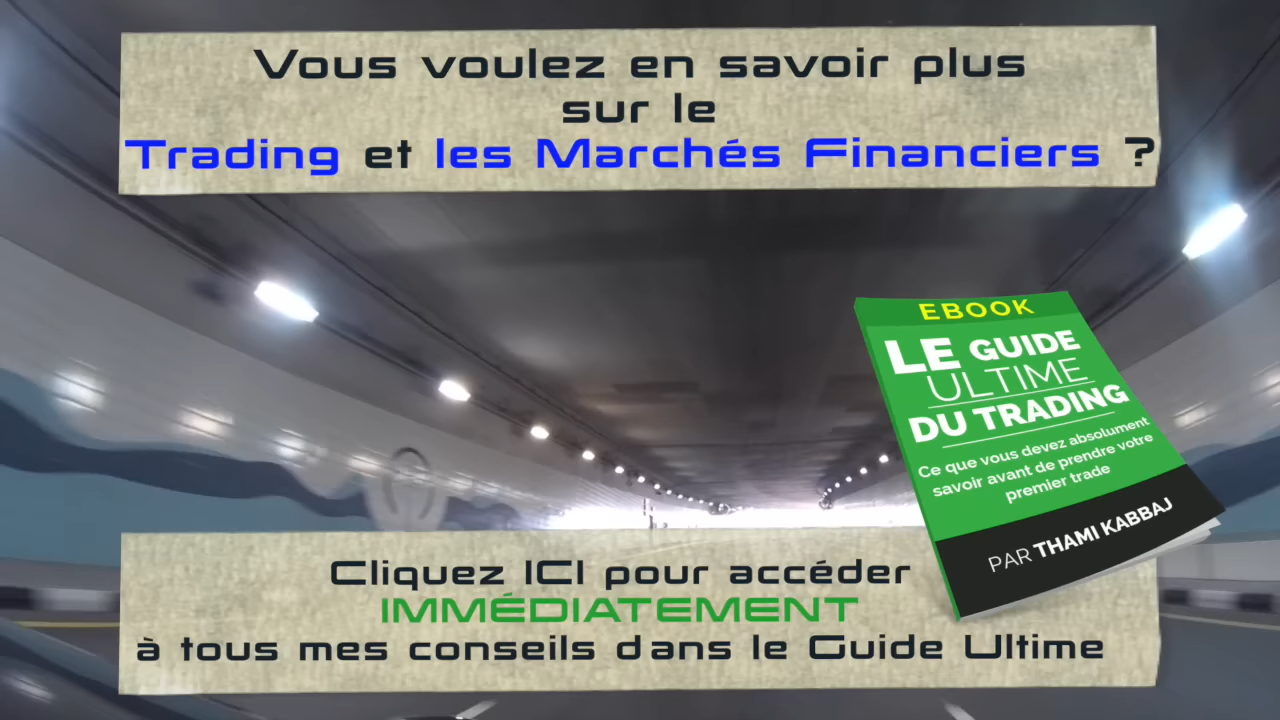 Vous voulez en savoir plus
sur le
Trading et les Marchés Financiers ?
EBOOK
LE GUIDE
ULTIME
DU TRADING
Ce que vous devez absolument
savoir avant de prendre votre
premier trade
PAR THAMI KABBAJ
Cliquez ICI pour accéder
IMMÉDIATEMENT
à tous mes conseils dans le Guide Ultime